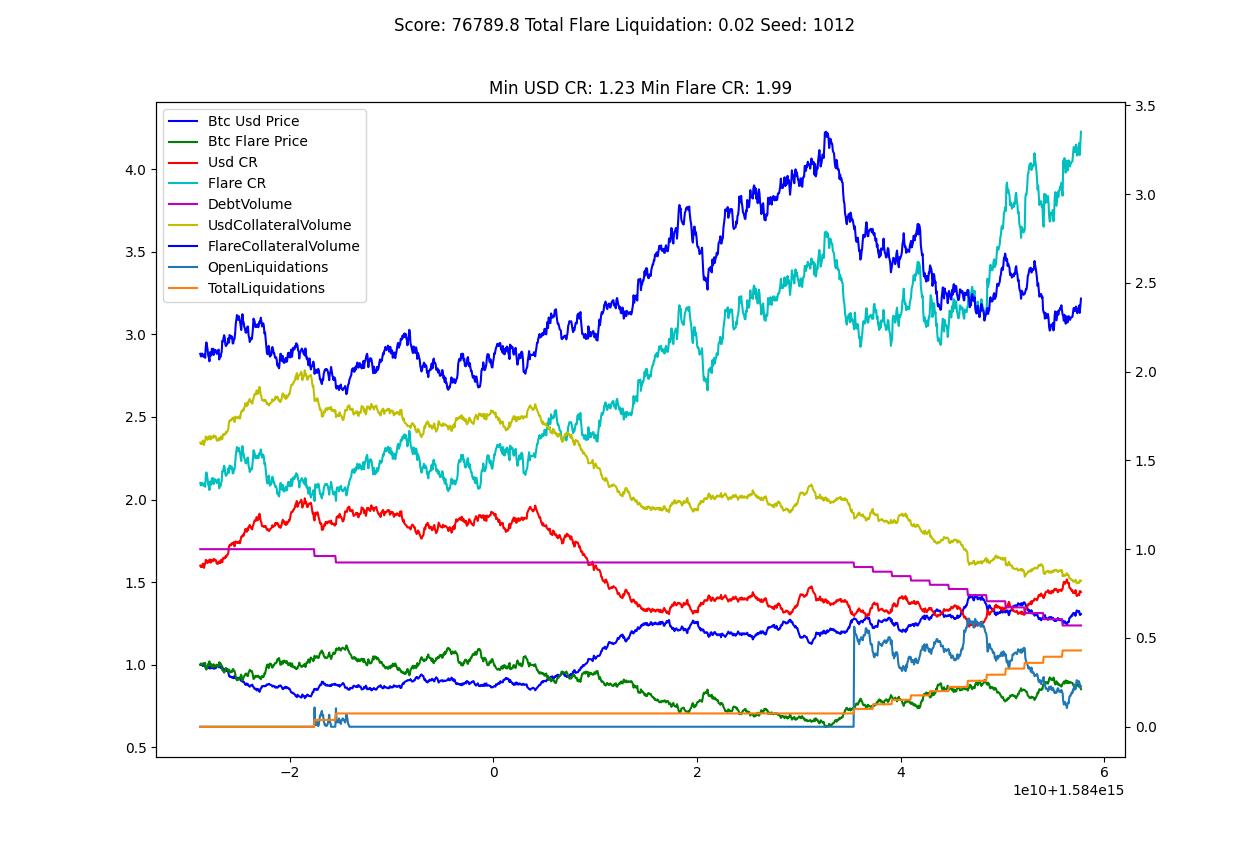 Score: 76789.8 Total Flare Liquidation: 0.02 Seed: 1012
Min USD CR: 1.23 Min Flare CR: 1.99
Btc Usd Price
Btc Flare Price
Usd CR
Flare CR
DebtVolume
UsdCollateralVolume
FlareCollateralVolume
OpenLiquidations
TotalLiquidations
4.0
3.5
3.0
2.5
2.0
1.5
1.0
0.5
3.5
3.0
2.5
2.0
1.5
1.0
0.5
0.0
−2
0
2
4
6
1e10+1.584e15